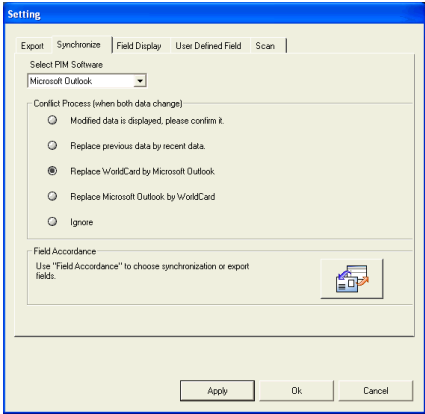 Setting
Export Synchronize Field Display User Defined Field Scan
Select PIM Software
Microsoft Outlook
Conflict Process (when both data change)
Modified data is displayed, please confirm it.
Replace previous data by recent data.
Replace WorldCard by Microsoft Outlook
Replace Microsoft Outlook by WorldCard
Ignore
Field Accordance
Use "Field Accordance" to choose synchronization or export
fields.
Apply Ok Cancel